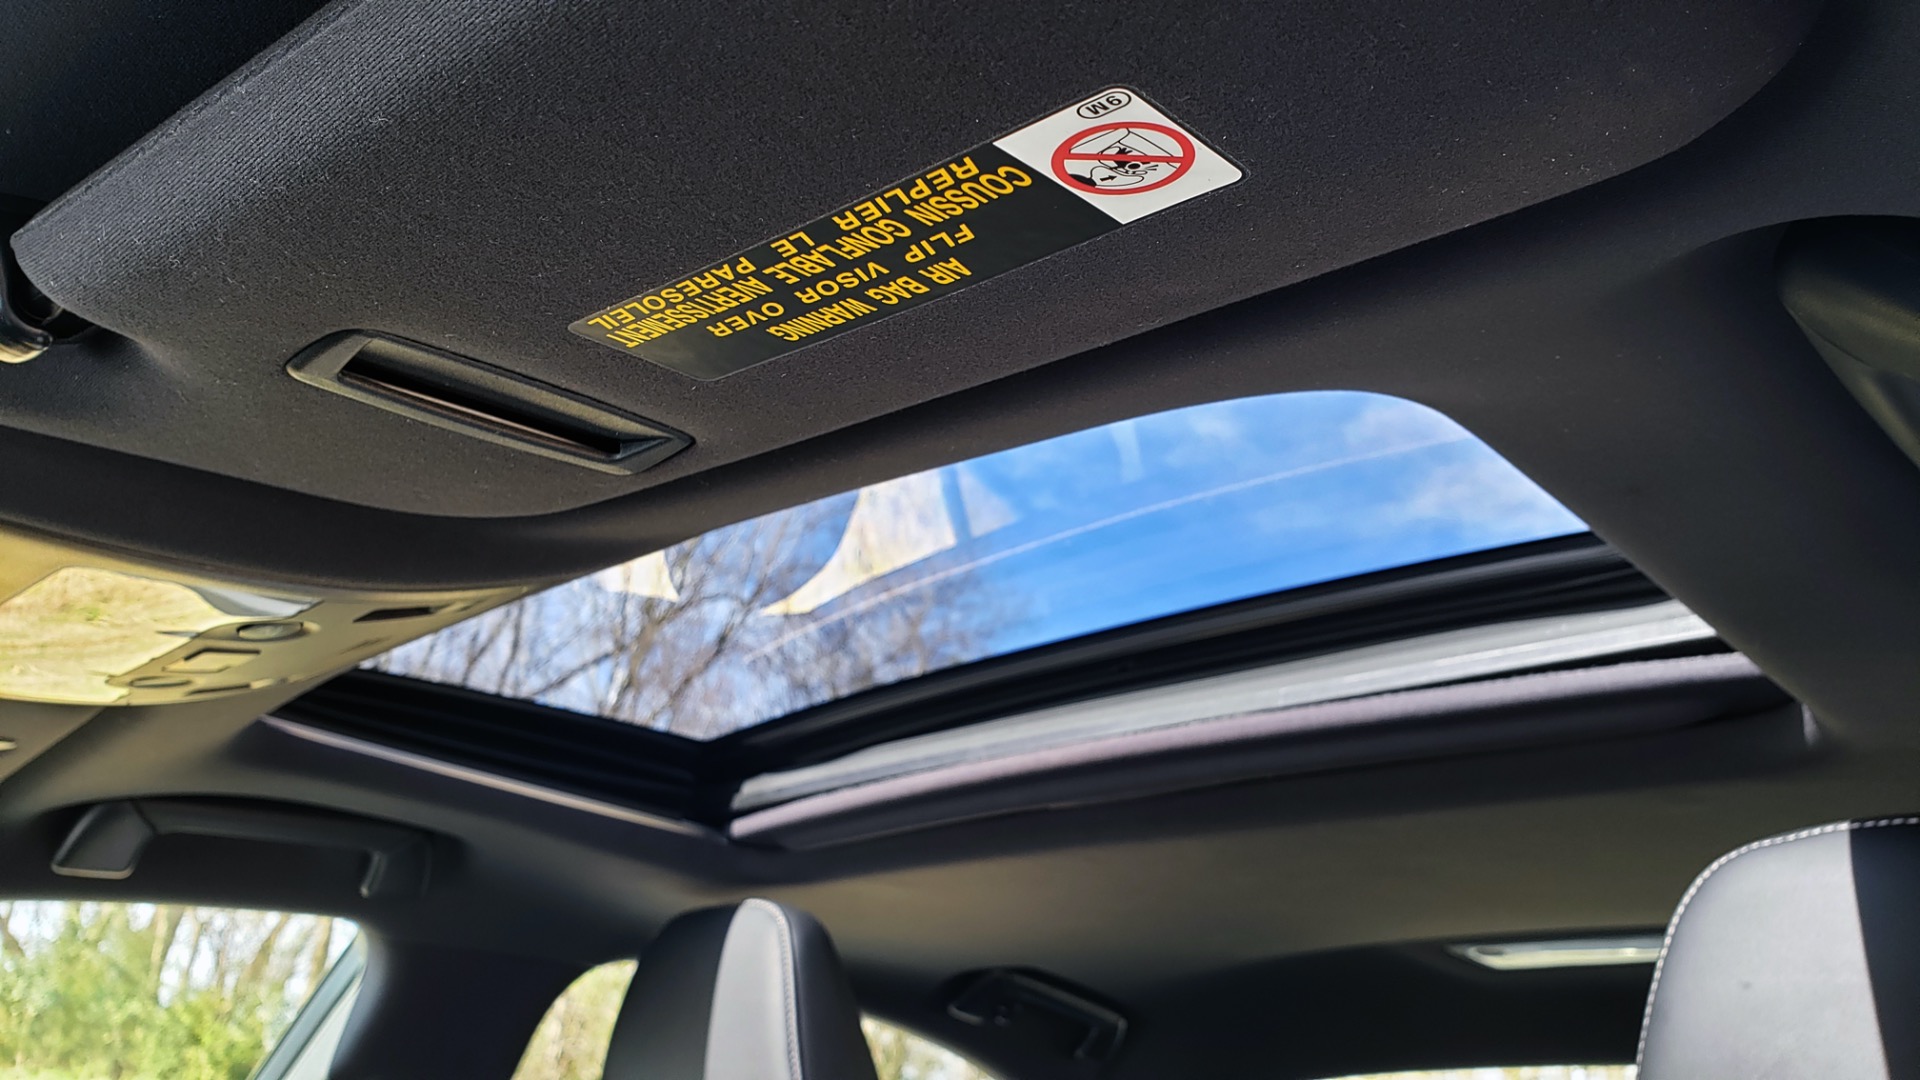 9M
AIR BAG WARNING
FLIP VISOR OVER
COUSSIN GONFLABLE AVERTISSEMENT
REPLIER LE PARESOLEIL